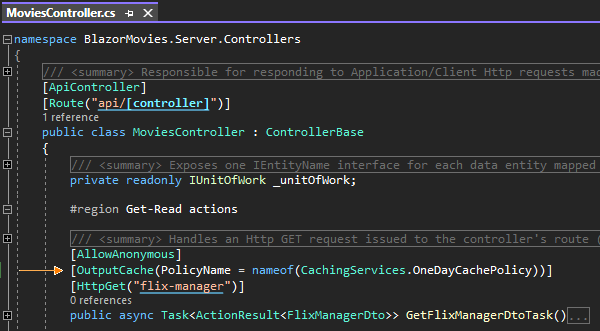 MoviesController.cs
namespace BlazorMovies.Server.Controllers
{
/// <summary> Responsible for responding to Application/Client Http requests mad
[ApiController]
[Route("api/[controller]")]
1 reference
public class MoviesController : ControllerBase
{
/// <summary> Exposes one IEntityName interface for each data entity mapped
private readonly IUnitOfWork _unitOfWork;
#region Get-Read actions
/// <summary> Handles an Http GET request issued to the controller's route (
[AllowAnonymous]
[OutputCache(PolicyName = nameof(CachingServices.OneDayCachePolicy))]
[HttpGet("flix-manager")]
0 references
public async Task<ActionResult<FlixManagerDto>> GetFlixManagerDtoTask()...